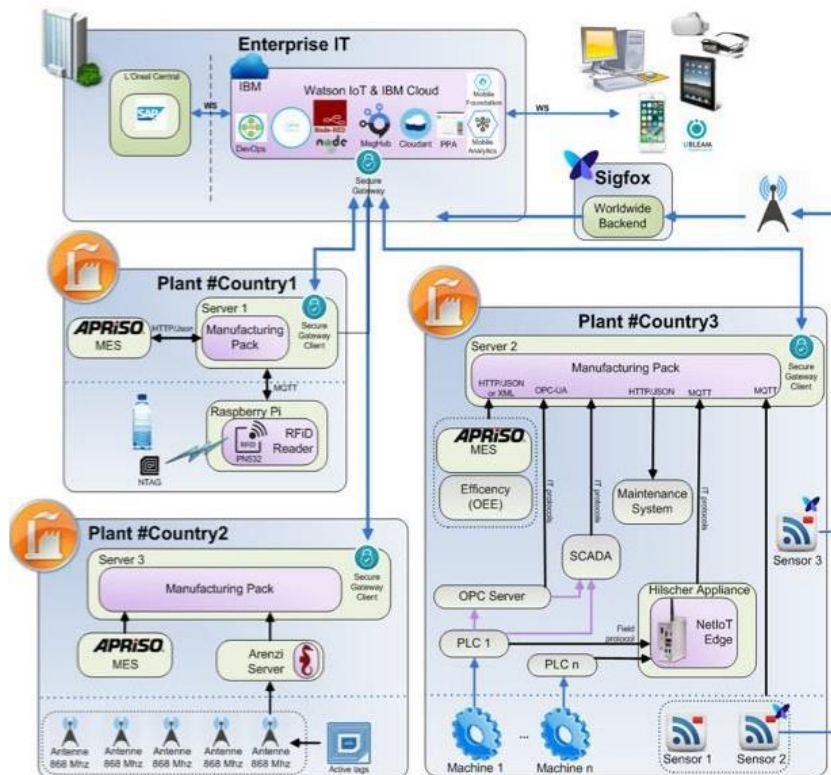 Enterprise IT
L'Oreal Central
SAP
WS
IBM
Watson IoT & IBM Cloud
DevOps
Node-RED
node
MsgHub
Cloudant
PPA
Mobile
Foundation
Mobile
Analytics
Secure
Gateway
WS
UBLEAM
Sigfox
Worldwide
Backend
Plant #Country1
Server 1
Manufacturing
Pack
APRiSO
MES
HTTP/Json
Secure
Gateway
Client
MQTT
Raspberry Pi
RFiD
Reader
RFiD
PN532
NTAG
Plant #Country2
Server 3
Manufacturing Pack
Secure
Gateway
Client
APRiSO
MES
Arenzi
Server
Antenne
868 Mhz
Antenne
868 Mhz
Antenne
868 Mhz
Antenne
868 Mhz
Antenne
868 Mhz
Active tags
Plant #Country3
Server 2
Manufacturing Pack
Secure
Gateway
Client
HTTP/JSON
or XML
OPC-UA
HTTP/JSON
MQTT
MQTT
APRiSO
MES
Efficency
(OEE)
IT protocols
IT protocols
IT protocols
Maintenance
System
SCADA
Sensor 3
OPC Server
PLC 1
PLC n
Field
protocol
Hilscher Appliance
NetIoT
Edge
Machine 1
...
Machine n
Sensor 1
Sensor 2